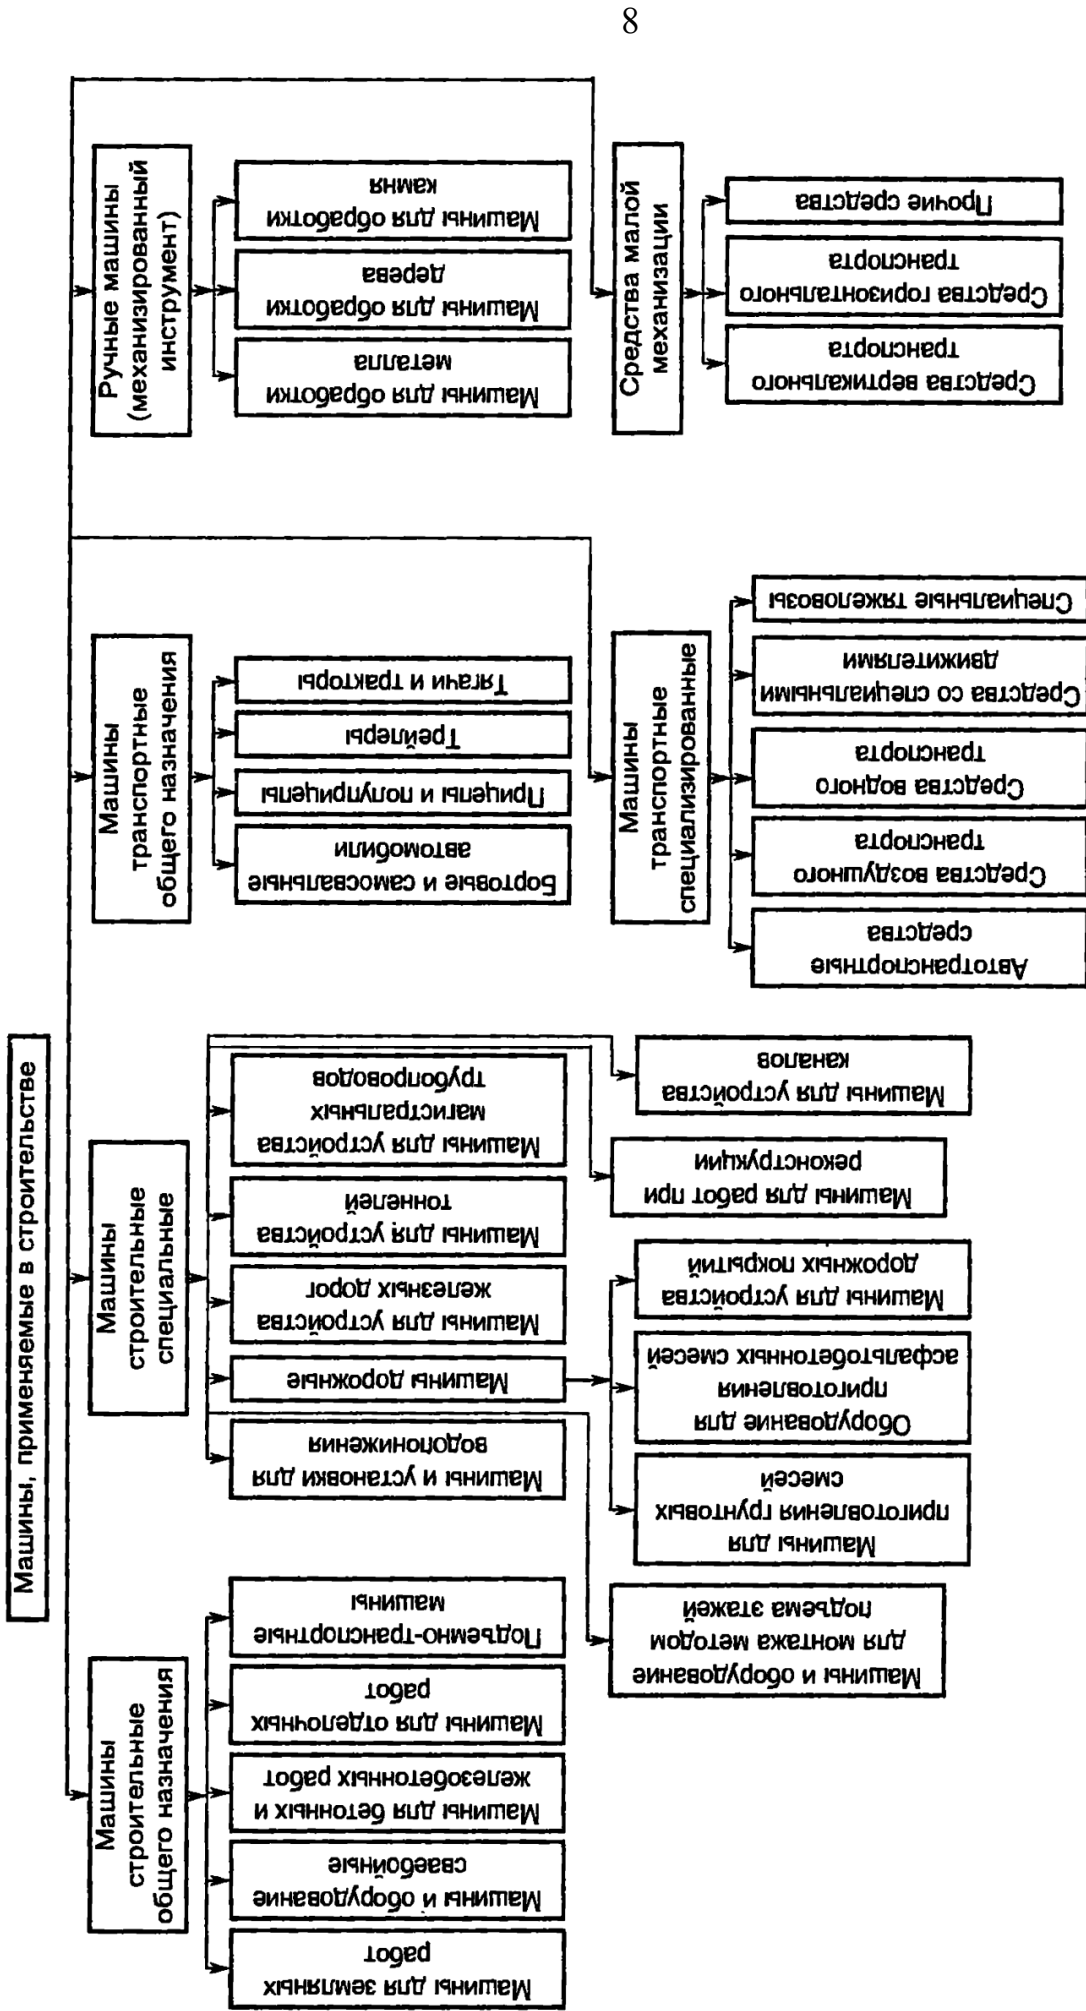 8
Машины, применяемые в строительстве
Машины
строительные
общего назначения
Машины для земляных
работ
Машины и оборудование
сваебойные
Машины для бетонных и
железобетонных работ
Машины для отделочных
работ
Подъемно-транспортные
машины
Машины
строительные
специальные
Машины и установки для
водопонижения
Машины дорожные
Машины для устройства
железных дорог
Машины для устройства
тоннелей
Машины для устройства
магистральных
трубопроводов
Машины и оборудование
для монтажа методом
подъема этажей
Машины для
приготовления грунтовых
смесей
Оборудование для
приготовления
асфальтобетонных смесей
Машины для устройства
дорожных покрытий
Машины для работ при
реконструкции
Машины для устройства
каналов
Машины
транспортные
общего назначения
Бортовые и самосвальные
автомобили
Прицепы и полуприцепы
Трейлеры
Тягачи и тракторы
Машины
транспортные
специализированные
Автотранспортные
средства
Средства воздушного
транспорта
Средства водного
транспорта
Средства со специальными
движителями
Специальные тяжеловозы
Ручные машины
(механизированный
инструмент)
Машины для обработки
металла
Машины для обработки
дерева
Машины для обработки
камня
Средства малой
механизации
Средства вертикального
транспорта
Средства горизонтального
транспорта
Прочие средства